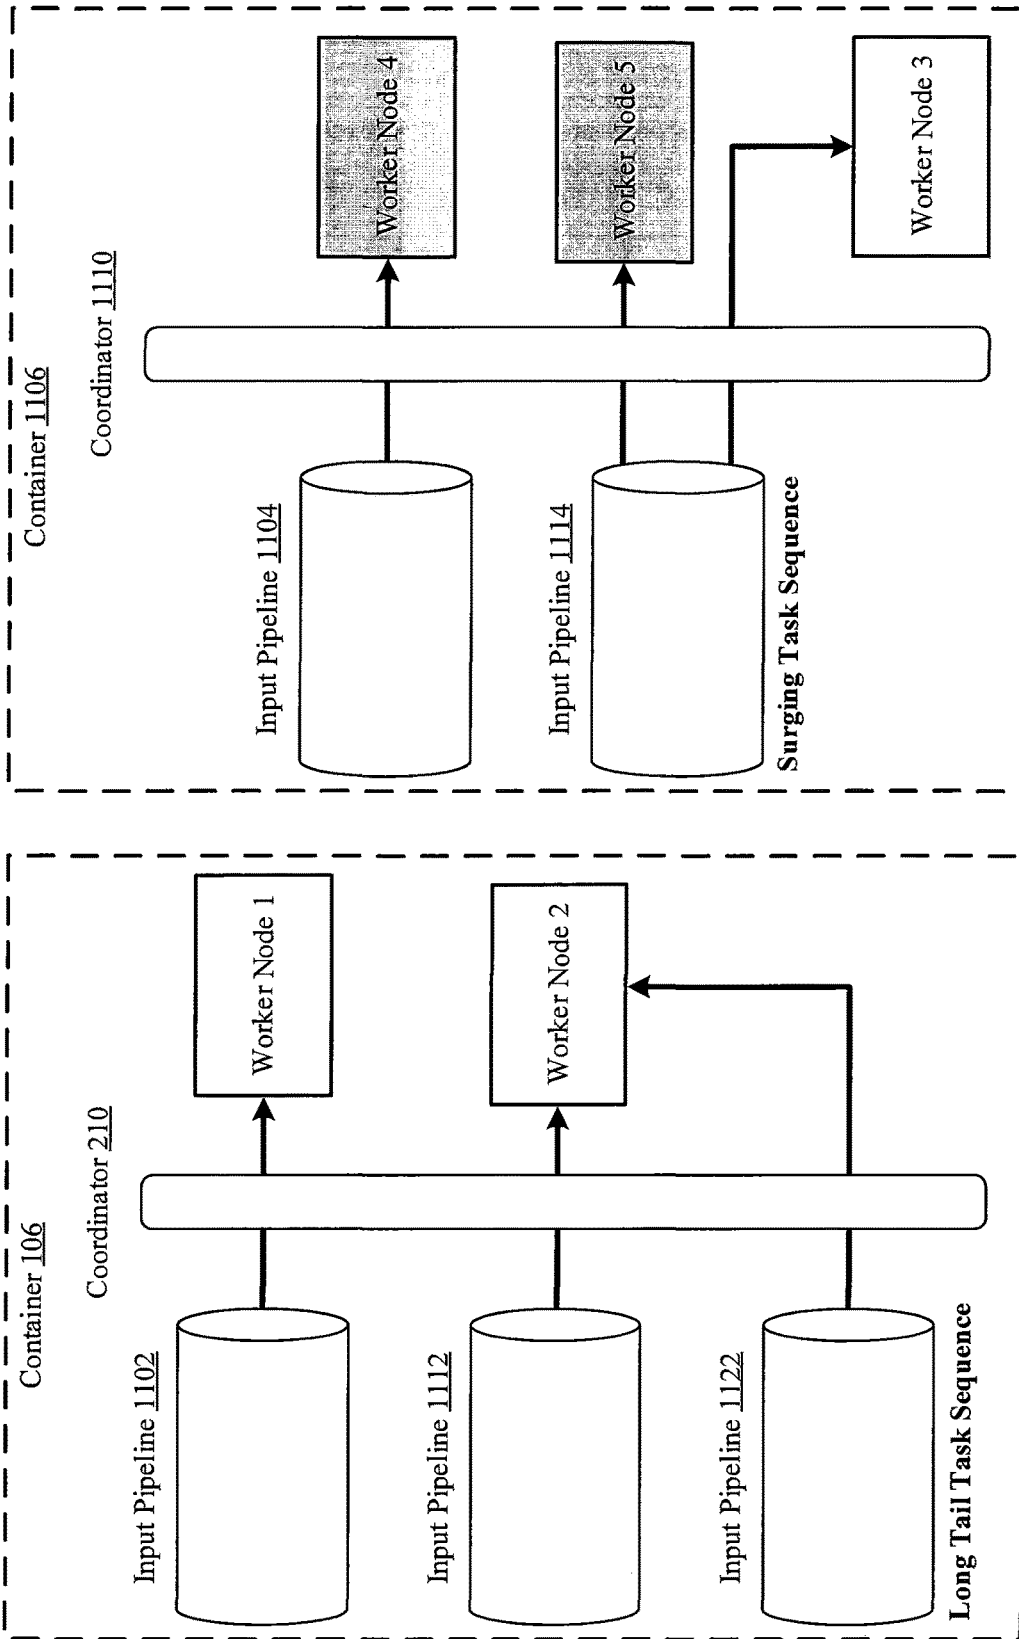 Container 106
Coordinator 210
Input Pipeline 1102
Worker Node 1
Input Pipeline 1112
Worker Node 2
Input Pipeline 1122
Long Tail Task Sequence
Container 1106
Coordinator 1110
Input Pipeline 1104
Worker Node 4
Input Pipeline 1114
Worker Node 5
Surging Task Sequence
Worker Node 3